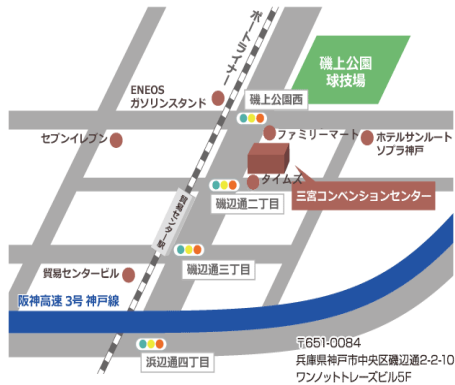 ポートライナー
磯上公園
球技場
ENEOS
ガソリンスタンド
磯上公園西
セブンイレブン
ファミリーマート
ホテルサンルート
ソプラ神戸
タイムズ
三宮コンベンションセンター
磯辺通二丁目
貿易センター駅
磯辺通三丁目
貿易センタービル
阪神高速 3号 神戸線
浜辺通四丁目
〒651-0084
兵庫県神戸市中央区磯辺通2-2-10
ワンノットトレーズビル5F